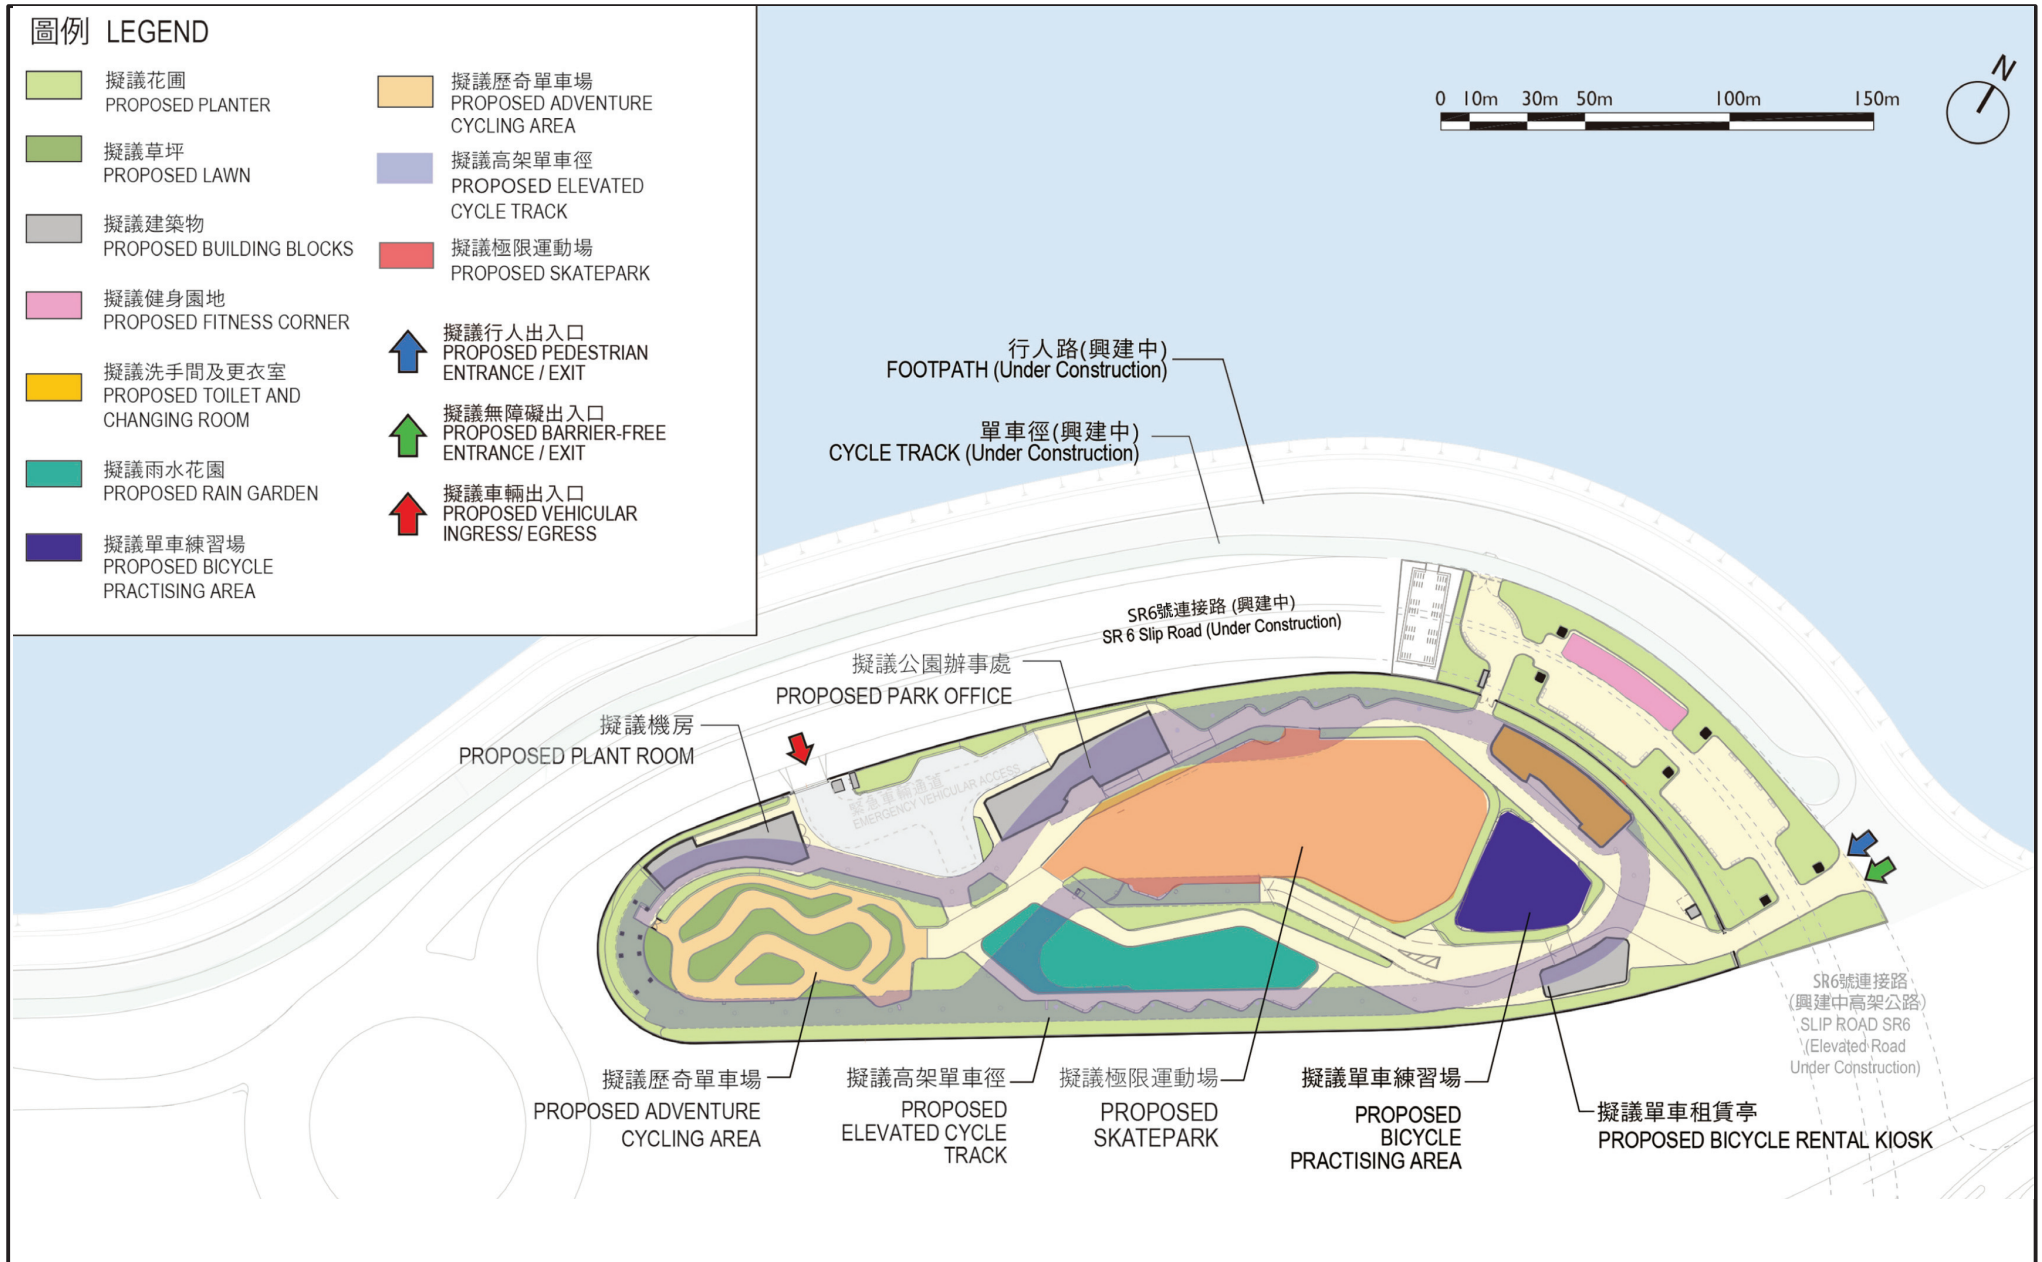 圖例 LEGEND
擬議花圃
PROPOSED PLANTER
擬議草坪
PROPOSED LAWN
擬議建築物
PROPOSED BUILDING BLOCKS
擬議健身園地
PROPOSED FITNESS CORNER
擬議洗手間及更衣室
PROPOSED TOILET AND
CHANGING ROOM
擬議雨水花園
PROPOSED RAIN GARDEN
擬議單車練習場
PROPOSED BICYCLE
PRACTISING AREA
擬議歷奇單車場
PROPOSED ADVENTURE
CYCLING AREA
擬議高架單車徑
PROPOSED ELEVATED
CYCLE TRACK
擬議極限運動場
PROPOSED SKATEPARK
擬議行人出入口
PROPOSED PEDESTRIAN
ENTRANCE / EXIT
擬議無障礙出入口
PROPOSED BARRIER-FREE
ENTRANCE / EXIT
擬議車輛出入口
PROPOSED VEHICULAR
INGRESS/ EGRESS
0 10m 30m 50m 100m 150m
N
行人路(興建中)
FOOTPATH (Under Construction)
單車徑(興建中)
CYCLE TRACK (Under Construction)
SR6號連接路 (興建中)
SR 6 Slip Road (Under Construction)
擬議公園辦事處
PROPOSED PARK OFFICE
擬議機房
PROPOSED PLANT ROOM
緊急車輛通道
EMERGENCY VEHICULAR ACCESS
SR6號連接路
(興建中高架公路)
SLIP ROAD SR6
(Elevated Road
Under Construction)
擬議歷奇單車場
PROPOSED ADVENTURE
CYCLING AREA
擬議高架單車徑
PROPOSED
ELEVATED CYCLE
TRACK
擬議極限運動場
PROPOSED
SKATEPARK
擬議單車練習場
PROPOSED
BICYCLE
PRACTISING AREA
擬議單車租賃亭
PROPOSED BICYCLE RENTAL KIOSK